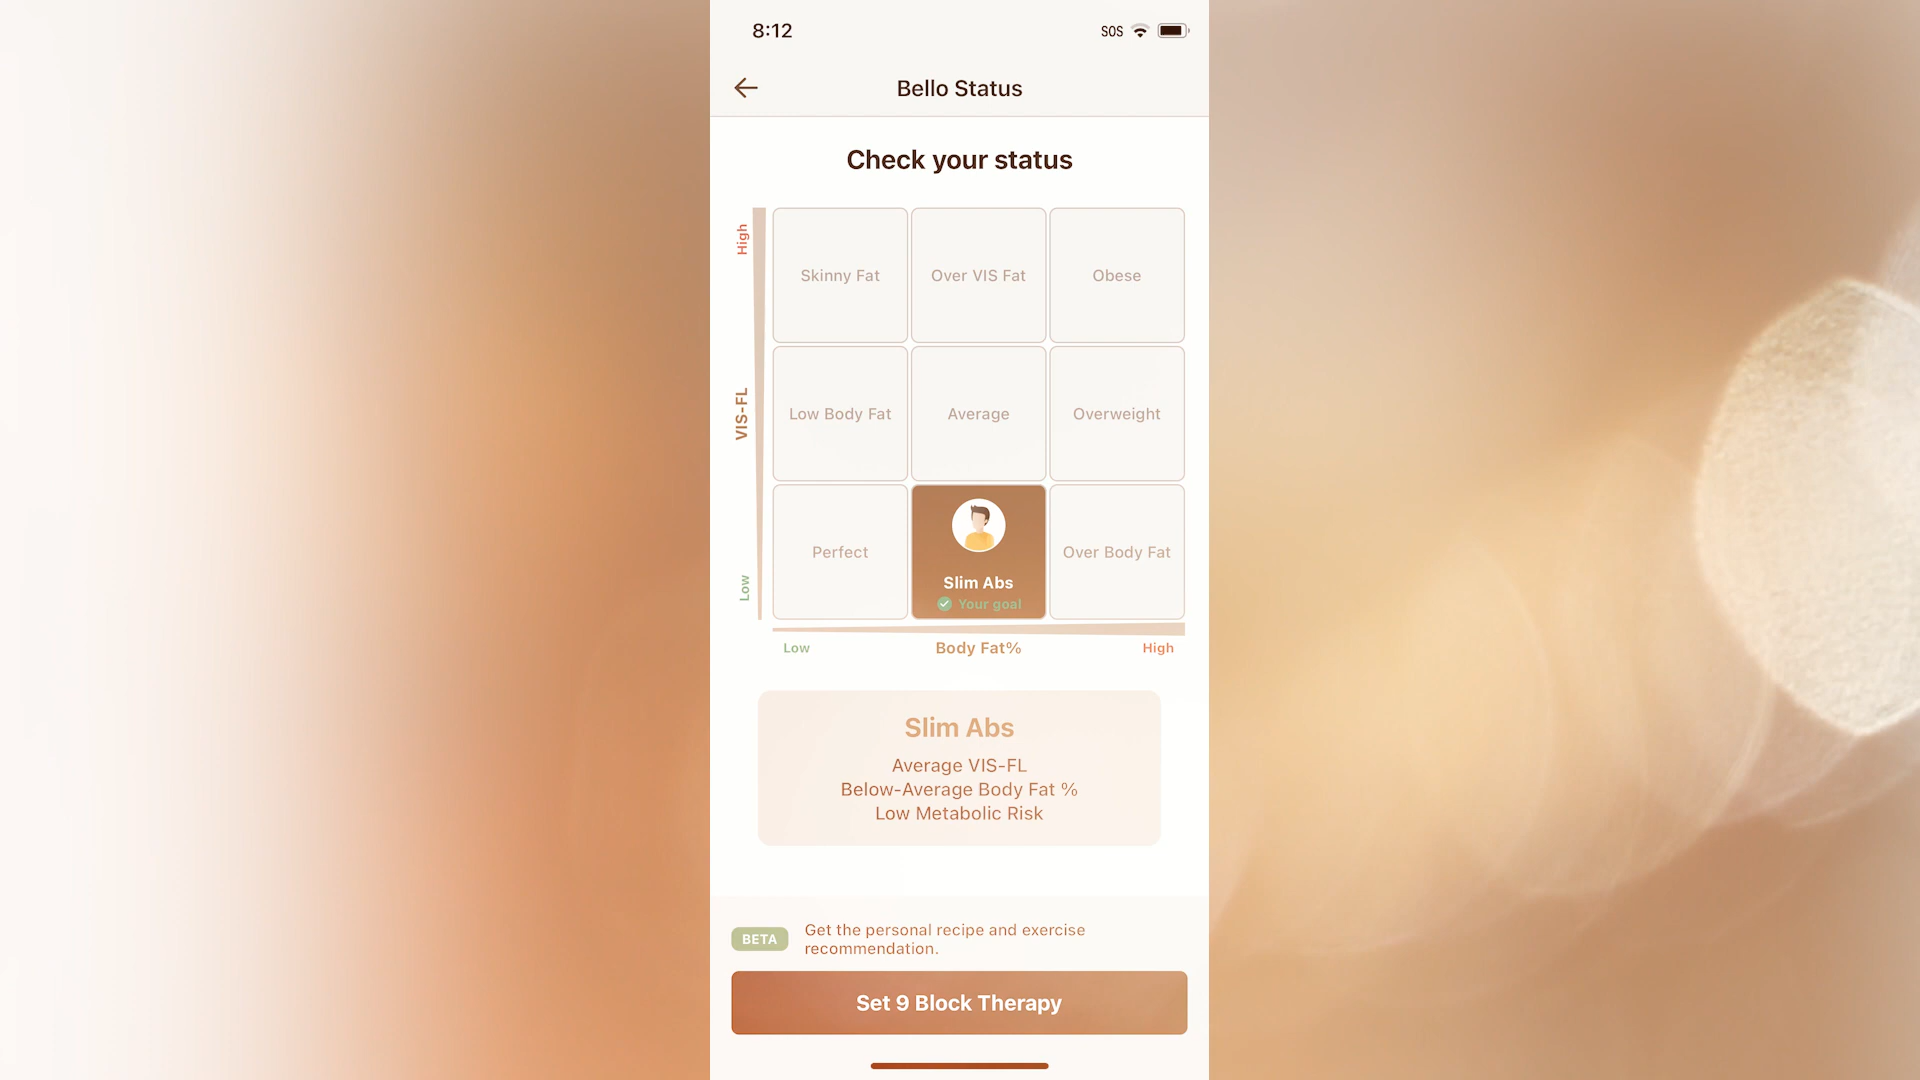 8:12
SOS
Bello Status
Check your status
High
Skinny Fat
Over VIS Fat
Obese
VIS-FL
Low Body Fat
Average
Overweight
Low
Perfect
Slim Abs
Your goal
Over Body Fat
Low
Body Fat%
High
Slim Abs
Average VIS-FL
Below-Average Body Fat %
Low Metabolic Risk
BETA
Get the personal recipe and exercise
recommendation.
Set 9 Block Therapy